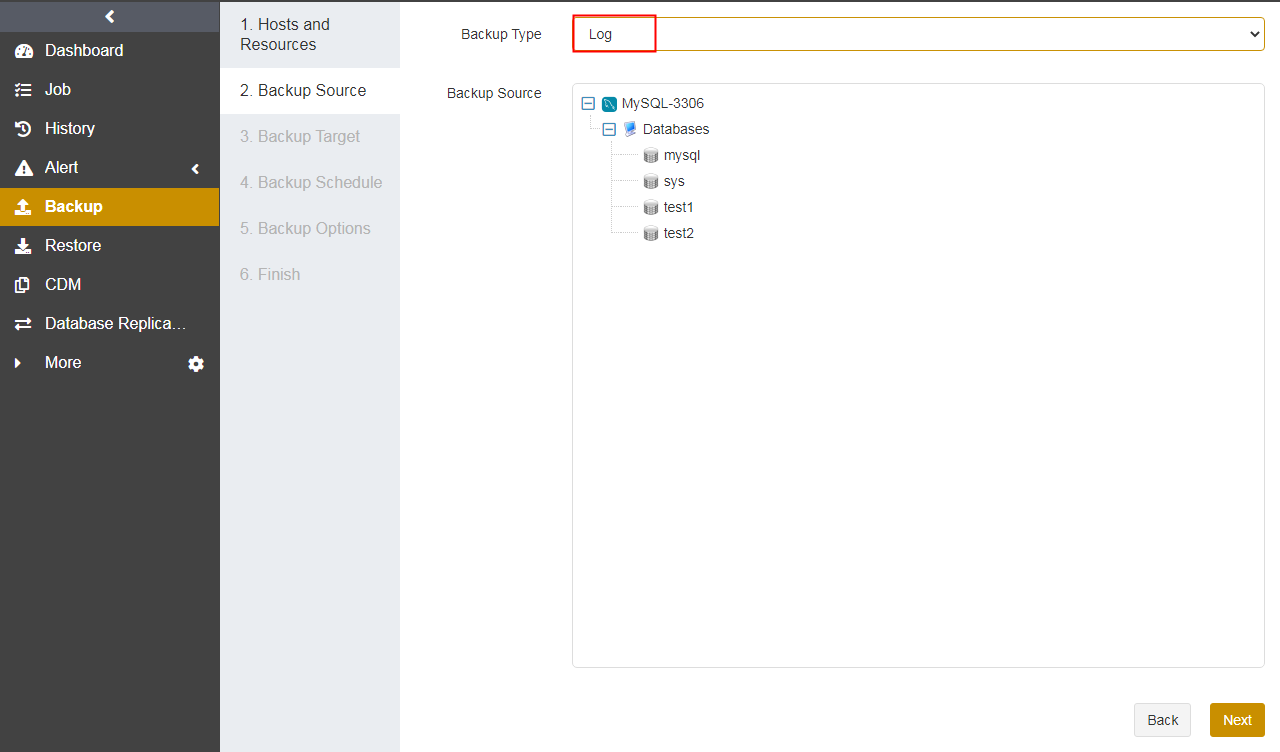 Dashboard
Job
History
Alert
Backup
Restore
CDM
Database Replica...
More
1. Hosts and
Resources
2. Backup Source
3. Backup Target
4. Backup Schedule
5. Backup Options
6. Finish
Backup Type
Log
Backup Source
MySQL-3306
Databases
mysql
sys
test1
test2
Back
Next